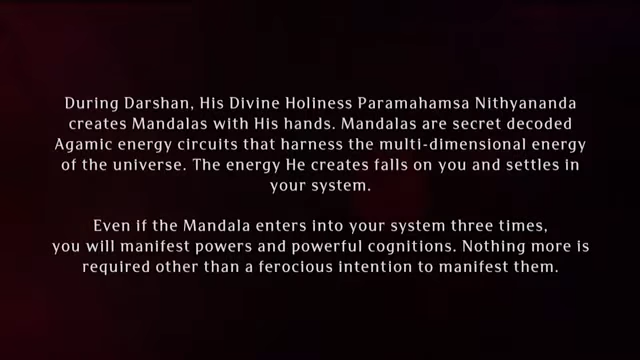 During Darshan, His Divine Holiness Paramahamsa Nithyananda
creates Mandalas with His hands. Mandalas are secret decoded
Agamic energy circuits that harness the multi-dimensional energy
of the universe. The energy He creates falls on you and settles in
your system.
Even if the Mandala enters into your system three times,
you will manifest powers and powerful cognitions. Nothing more is
required other than a ferocious intention to manifest them.